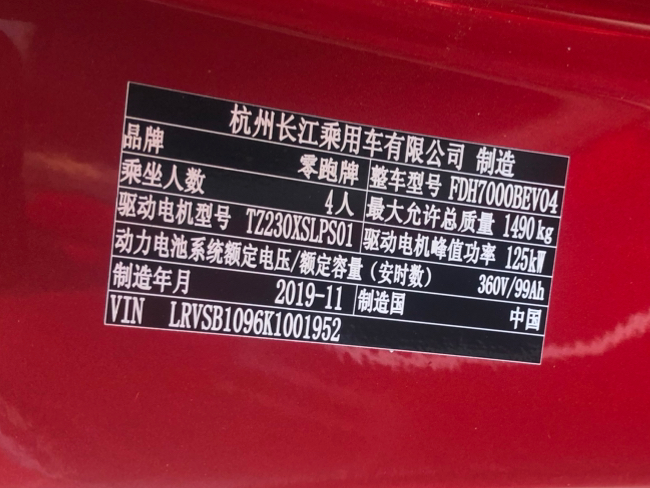 杭州长江乘用车有限公司 制造
品牌 零跑牌 整车型号 FDH7000BEV04
乘坐人数 4人 最大允许总质量 1490kg
驱动电机型号 TZ230XSLPS01 驱动电机峰值功率 125kW
动力电池系统额定电压/额定容量(安时数) 360V/99Ah
制造年月 2019-11 制造国 中国
VIN LRVSB1096K1001952